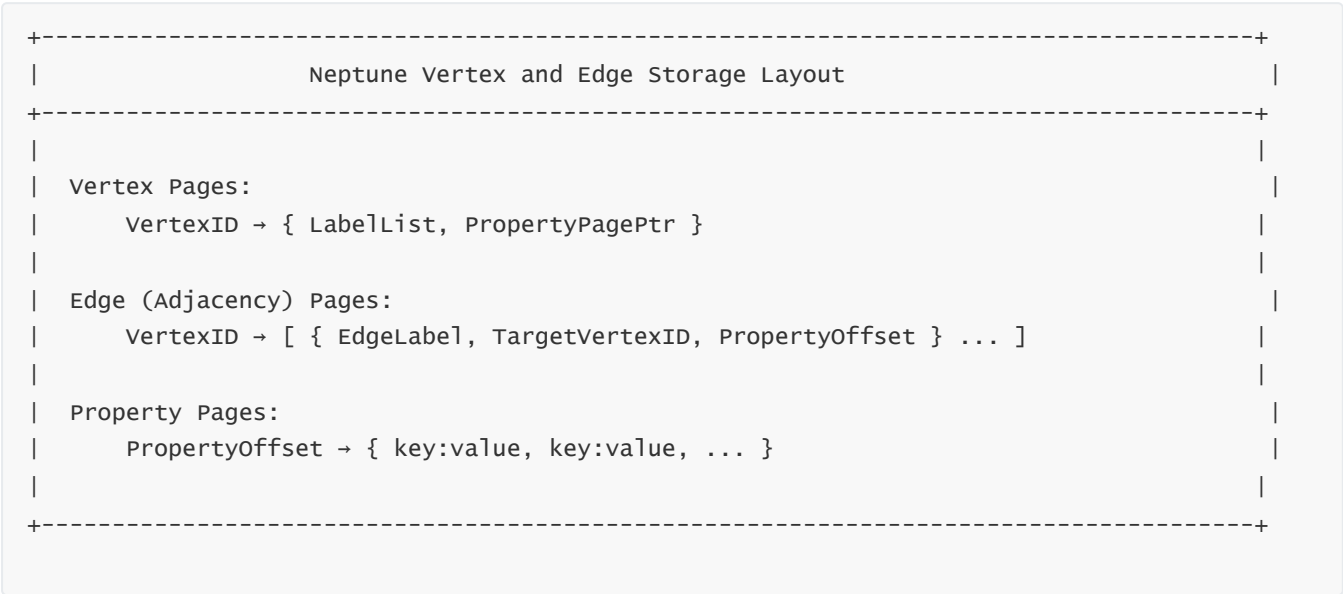 +--------------------------------------------------------------------------------------+
|                   Neptune Vertex and Edge Storage Layout                              |
+--------------------------------------------------------------------------------------+
|                                                                                      |
|  Vertex Pages:                                                                        |
|      VertexID → { LabelList, PropertyPagePtr }                                       |
|                                                                                      |
|  Edge (Adjacency) Pages:                                                              |
|      VertexID → [ { EdgeLabel, TargetVertexID, PropertyOffset } ... ]                |
|                                                                                      |
|  Property Pages:                                                                      |
|      PropertyOffset → { key:value, key:value, ... }                                   |
|                                                                                      |
+--------------------------------------------------------------------------------------+